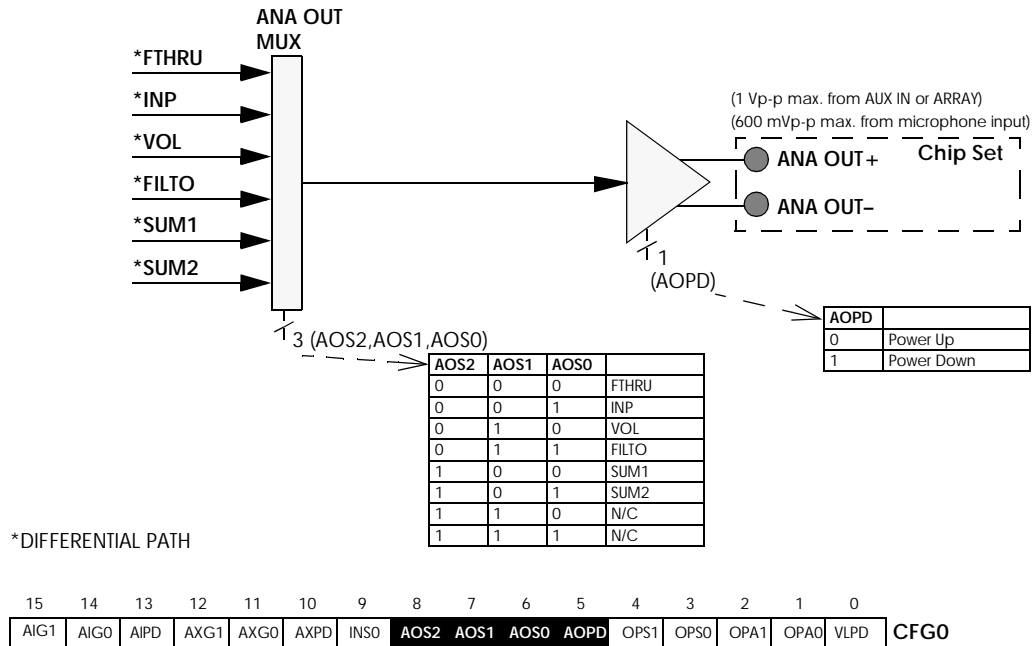 ANA OUT
MUX
*FTHRU
*INP
*VOL
*FILTO
*SUM1
*SUM2
(1 Vp-p max. from AUX IN or ARRAY)
(600 mVp-p max. from microphone input)
Chip Set
ANA OUT+
ANA OUT–
1
(AOPD)
AOPD
0 Power Up
1 Power Down
3 (AOS2,AOS1,AOS0)
AOS2 AOS1 AOS0
0 0 0 FTHRU
0 0 1 INP
0 1 0 VOL
0 1 1 FILTO
1 0 0 SUM1
1 0 1 SUM2
1 1 0 N/C
1 1 1 N/C
*DIFFERENTIAL PATH
15 14 13 12 11 10 9 8 7 6 5 4 3 2 1 0
AIG1 AIG0 AIPD AXG1 AXG0 AXPD INS0 AOS2 AOS1 AOS0 AOPD OPS1 OPS0 OPA1 OPA0 VLPD CFG0